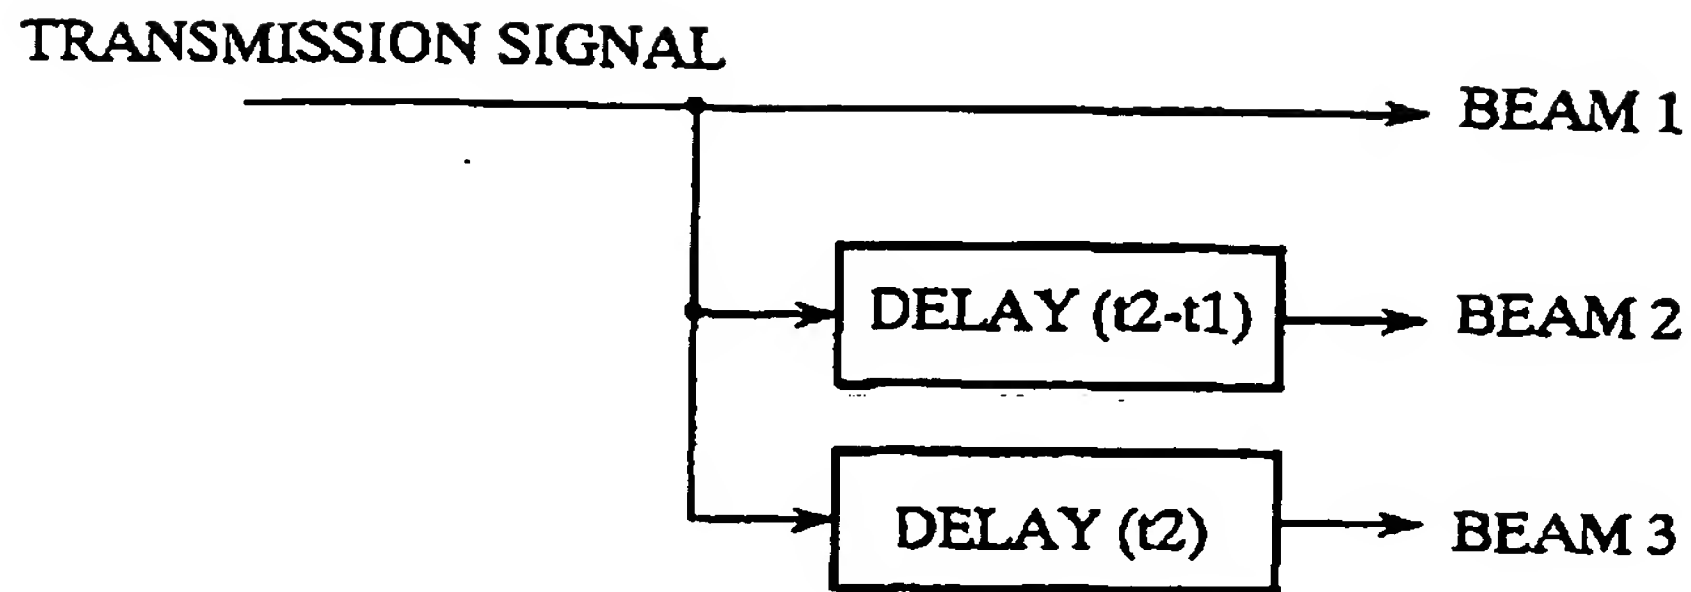 TRANSMISSION SIGNAL
BEAM 1
DELAY (t2-t1)
BEAM 2
DELAY (t2)
BEAM 3